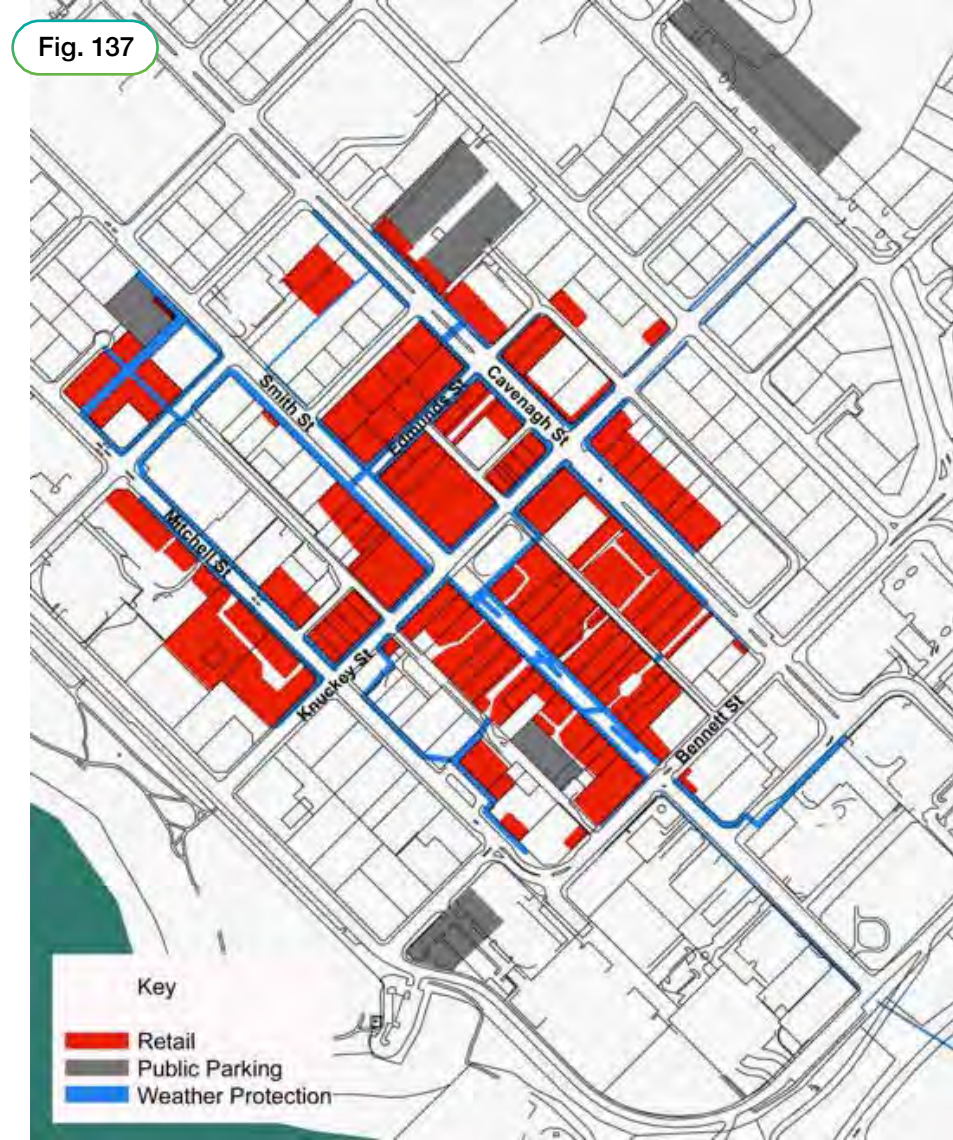 Fig. 137
Smith St
Cavenagh St
Edmunds St
Mitchell St
Knuckey St
Bennett St
Key
Retail
Public Parking
Weather Protection